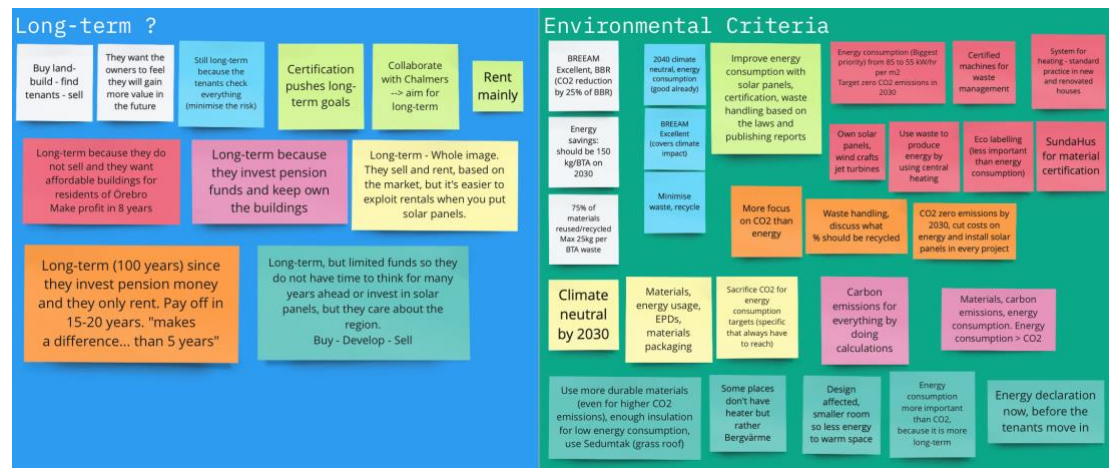 Long-term ?
Buy land-
build - find
tenants - sell
They want the
owners to feel
they will gain
more value in
the future
Still long-term
because the
tenants check
everything
(minimise the risk)
Certification
pushes long-
term goals
Collaborate
with Chalmers
--> aim for
long-term
Rent
mainly
Long-term because they do
not sell and they want
affordable buildings for
residents of Örebro
Make profit in 8 years
Long-term because
they invest pension
funds and keep own
the buildings
Long-term - Whole image.
They sell and rent, based on
the market, but it's easier to
exploit rentals when you put
solar panels.
Long-term (100 years) since
they invest pension money
and they only rent. Pay off in
15-20 years. "makes
a difference... than 5 years"
Long-term, but limited funds so they
do not have time to think for many
years ahead or invest in solar
panels, but they care about the
region.
Buy - Develop - Sell
Environmental Criteria
BREEAM
Excellent, BBR
(CO2 reduction
by 25% of BBR)
2040 climate
neutral, energy
consumption
(good already)
Improve energy
consumption with
solar panels,
certification, waste
handling based on
the laws and
publishing reports
Energy consumption (Biggest
priority) from 85 to 55 kW/hr
per m2
Target zero CO2 emissions in
2030
Certified
machines for
waste
management
System for
heating - standard
practice in new
and renovated
houses
Energy
savings:
should be 150
kg/BTA on
2030
BREEAM
Excellent
(covers climate
impact)
Own solar
panels,
wind crafts
jet turbines
Use waste to
produce
energy by
using central
heating
Eco labelling
(less important
than energy
consumption)
SundaHus
for material
certification
75% of
materials
reused/recycled
Max 25kg per
BTA waste
Minimise
waste, recycle
More focus
on CO2 than
energy
Waste handling,
discuss what
% should be recycled
CO2 zero emissions by
2030, cut costs on
energy and install solar
panels in every project
Climate
neutral
by 2030
Materials,
energy usage,
EPDs,
materials
packaging
Sacrifice CO2 for
energy
consumption
targets (specific
that always have
to reach)
Carbon
emissions for
everything by
doing
calculations
Materials, carbon
emissions, energy
consumption. Energy
consumption > CO2
Use more durable materials
(even for higher CO2
emissions), enough insulation
for low energy consumption,
use Sedumtak (grass roof)
Some places
don't have
heater but
rather
Bergvärme
Design
affected,
smaller room
so less energy
to warm space
Energy
consumption
more important
than CO2,
because it is more
long-term
Energy declaration
now, before the
tenants move in